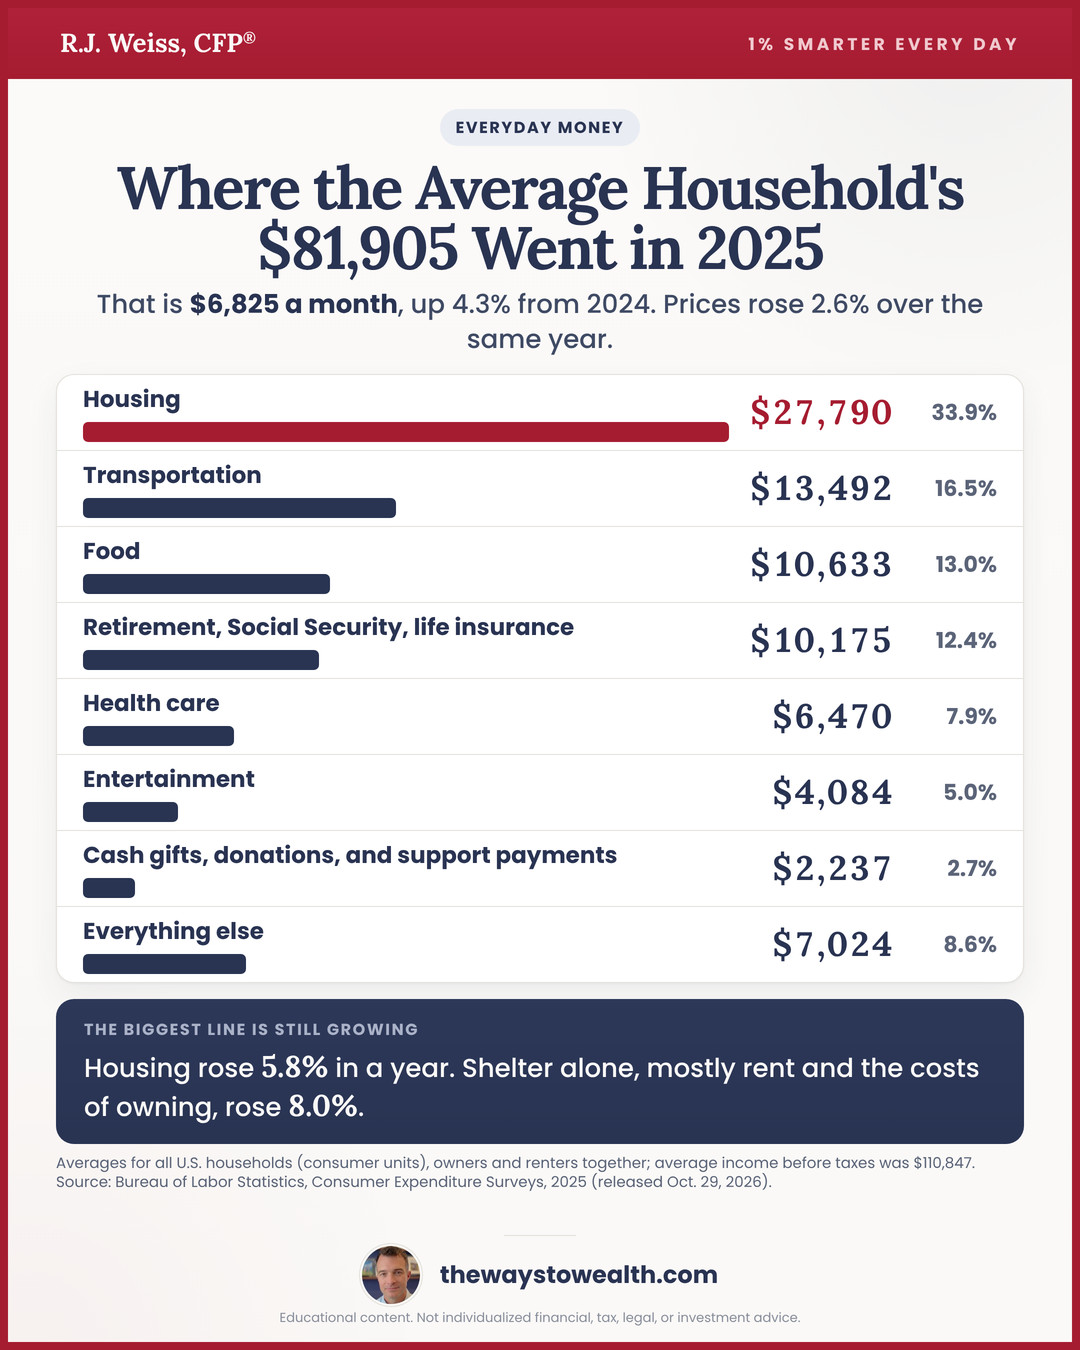 R.J. Weiss, CFP®
1% SMARTER EVERY DAY
EVERYDAY MONEY
Where the Average Household's
$81,905 Went in 2025
That is $6,825 a month, up 4.3% from 2024. Prices rose 2.6% over the
same year.
Housing
$27,790 33.9%
Transportation
$13,492 16.5%
Food
$10,633 13.0%
Retirement, Social Security, life insurance
$10,175 12.4%
Health care
$6,470 7.9%
Entertainment
$4,084 5.0%
Cash gifts, donations, and support payments
$2,237 2.7%
Everything else
$7,024 8.6%
THE BIGGEST LINE IS STILL GROWING
Housing rose 5.8% in a year. Shelter alone, mostly rent and the costs
of owning, rose 8.0%.
Averages for all U.S. households (consumer units), owners and renters together; average income before taxes was $110,847.
Source: Bureau of Labor Statistics, Consumer Expenditure Surveys, 2025 (released Oct. 29, 2026).
thewaystowealth.com
Educational content. Not individualized financial, tax, legal, or investment advice.